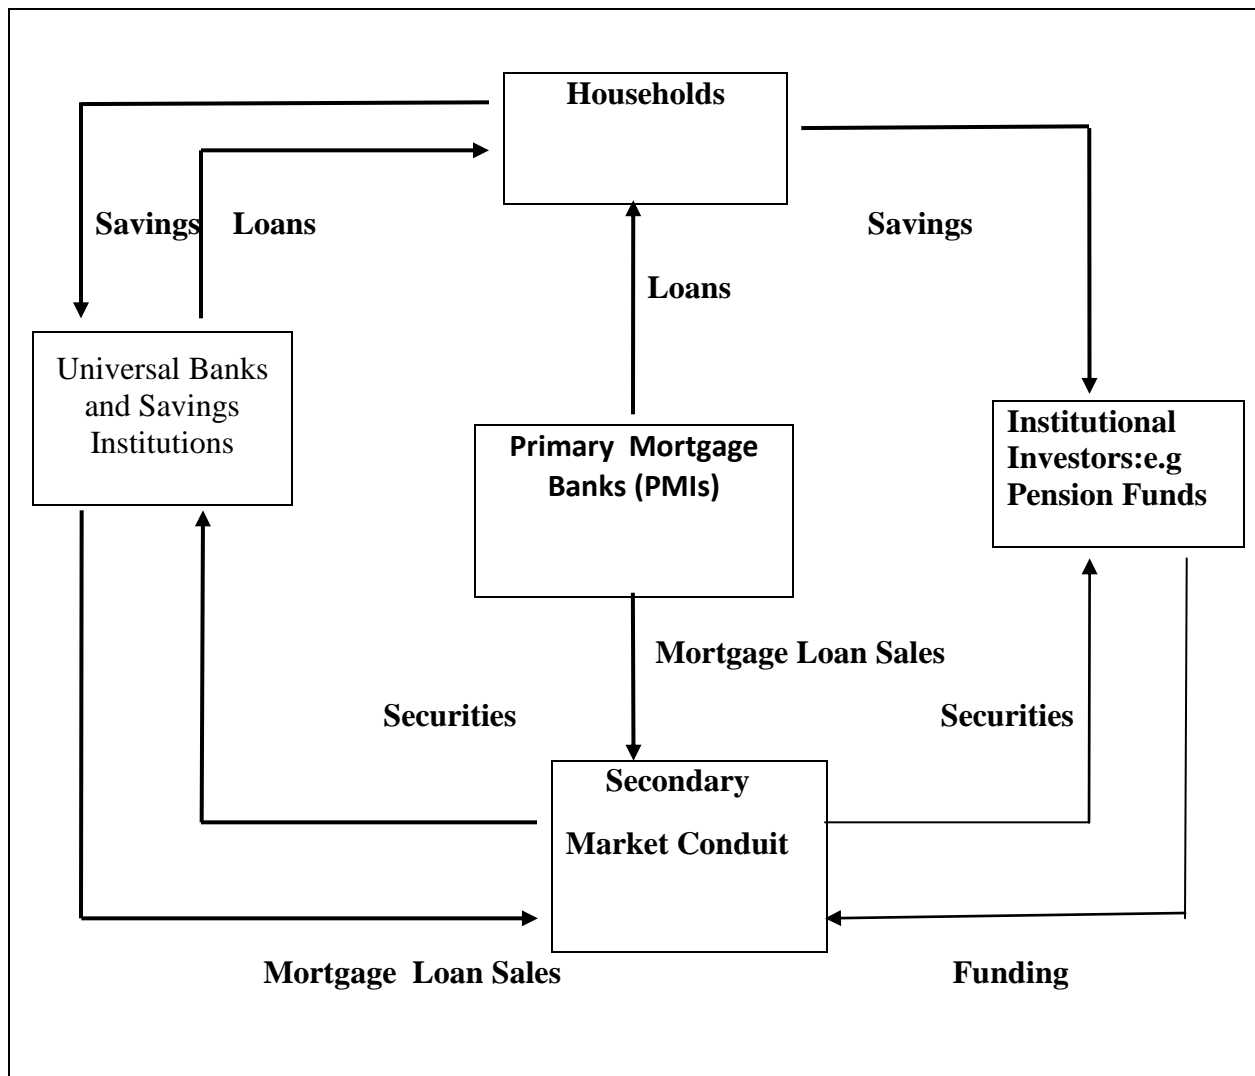 Households
Savings
Loans
Savings
Loans
Universal Banks
and Savings
Institutions
Primary Mortgage
Banks (PMIs)
Institutional
Investors:e.g
Pension Funds
Mortgage Loan Sales
Securities
Securities
Secondary
Market Conduit
Mortgage Loan Sales
Funding